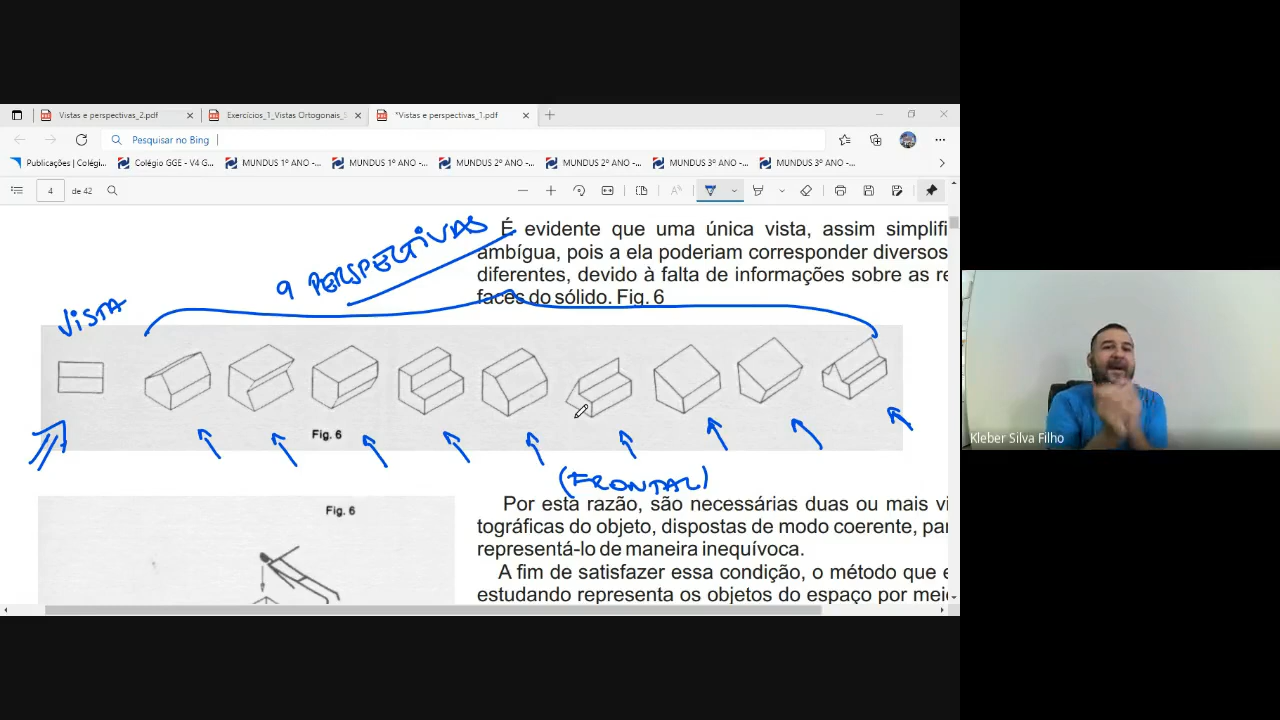 Vistas e perspectivas_2.pdf
Exercícios_1_Vistas Ortogonais_
*Vistas e perspectivas_1.pdf
Pesquisar no Bing
Publicações | Colégi...
Colégio GGE - V4 G...
MUNDUS 1º ANO -...
MUNDUS 1º ANO -...
MUNDUS 2º ANO -...
MUNDUS 2º ANO -...
MUNDUS 3º ANO -...
MUNDUS 3º ANO -...
4 de 42
É evidente que uma única vista, assim simplifi
ambígua, pois a ela poderiam corresponder diversos
diferentes, devido à falta de informações sobre as re
faces do sólido. Fig. 6
9 PERSPECTIVAS
VISTA
Fig. 6
(FRONTAL)
Kleber Silva Filho
Por esta razão, são necessárias duas ou mais vi
tográficas do objeto, dispostas de modo coerente, par
representá-lo de maneira inequívoca.
A fim de satisfazer essa condição, o método que e
estudando representa os objetos do espaço por meio
Fig. 6